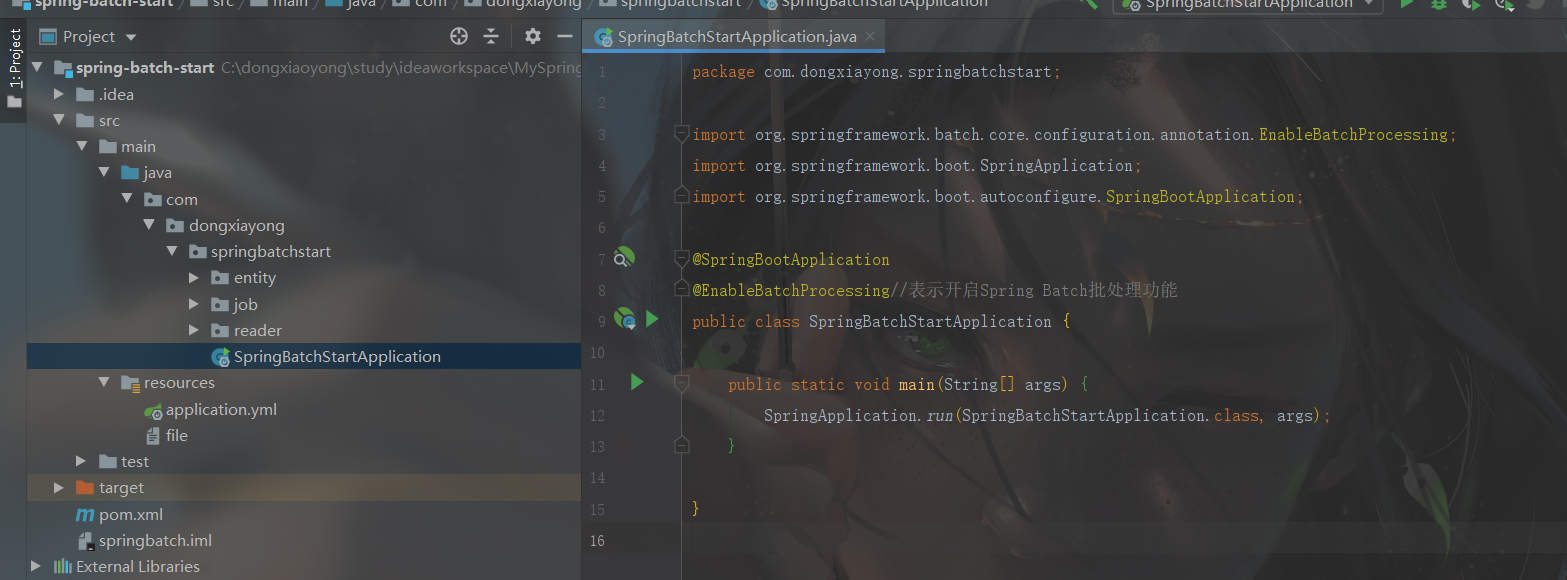 spring-batch-start src main java com dongxiayong springbatchstart SpringBatchStartApplication SpringBatchStartApplication
1: Project
Project
SpringBatchStartApplication.java
spring-batch-start C:\dongxiaoyong\study\ideaworkspace\MySpring
.idea
src
main
java
com
dongxiayong
springbatchstart
entity
job
reader
SpringBatchStartApplication
resources
application.yml
file
test
target
pom.xml
springbatch.iml
External Libraries
1 package com.dongxiayong.springbatchstart;
2
3 import org.springframework.batch.core.configuration.annotation.EnableBatchProcessing;
4 import org.springframework.boot.SpringApplication;
5 import org.springframework.boot.autoconfigure.SpringBootApplication;
6
7 @SpringBootApplication
8 @EnableBatchProcessing//表示开启Spring Batch批处理功能
9 public class SpringBatchStartApplication {
10
11 public static void main(String[] args) {
12 SpringApplication.run(SpringBatchStartApplication.class, args);
13 }
14
15 }
16